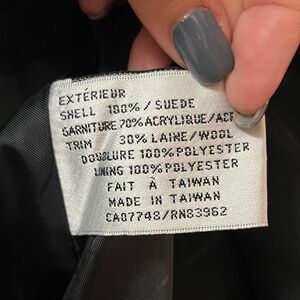 EXTÉRIEUR
SHELL 100% / SUEDE
GARNITURE 70% ACRYLIQUE/ACR
TRIM 30% LAINE/WOOL
DOUBLURE 100% POLYESTER
LINING 100% POLYESTER
FAIT À TAIWAN
MADE IN TAIWAN
CA07748/RN83962